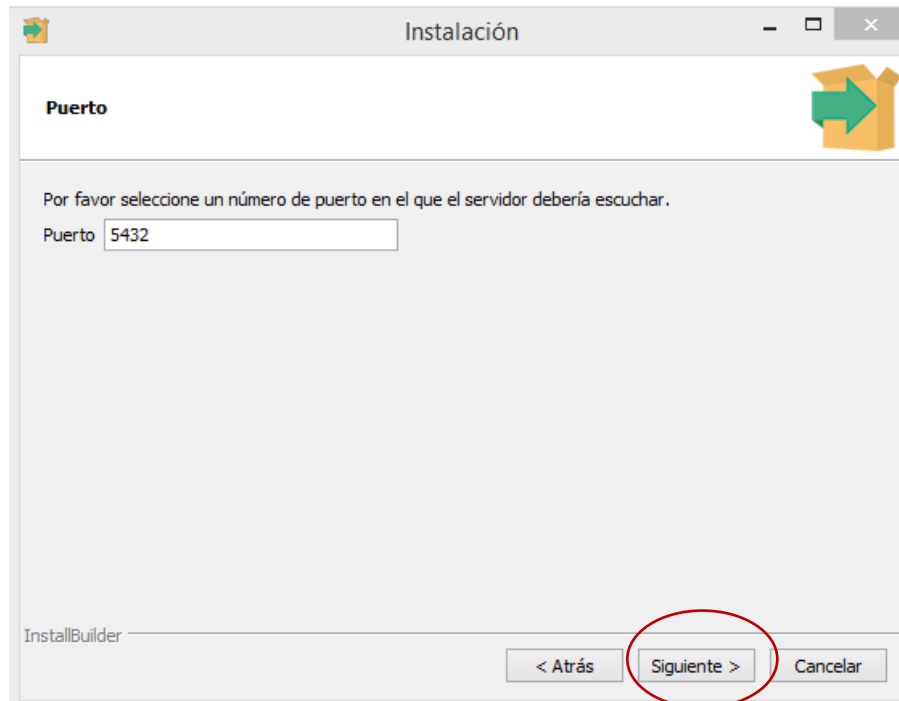 Instalación
Puerto
Por favor seleccione un número de puerto en el que el servidor debería escuchar.
Puerto 5432
InstallBuilder
< Atrás Siguiente > Cancelar